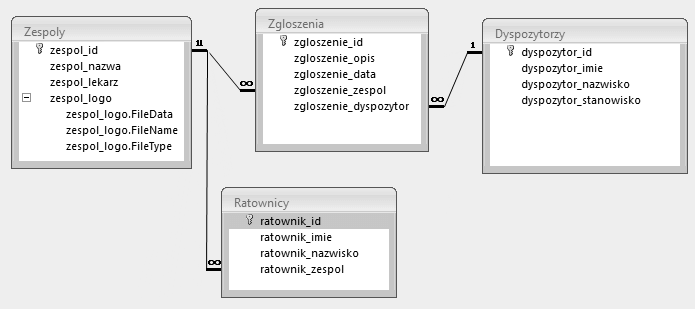 Zespoly
zespol_id
zespol_nazwa
zespol_lekarz
zespol_logo
zespol_logo.FileData
zespol_logo.FileName
zespol_logo.FileType
1
1
∞
∞
Zgloszenia
zgloszenie_id
zgloszenie_opis
zgloszenie_data
zgloszenie_zespol
zgloszenie_dyspozytor
∞
1
Dyspozytorzy
dyspozytor_id
dyspozytor_imie
dyspozytor_nazwisko
dyspozytor_stanowisko
Ratownicy
ratownik_id
ratownik_imie
ratownik_nazwisko
ratownik_zespol